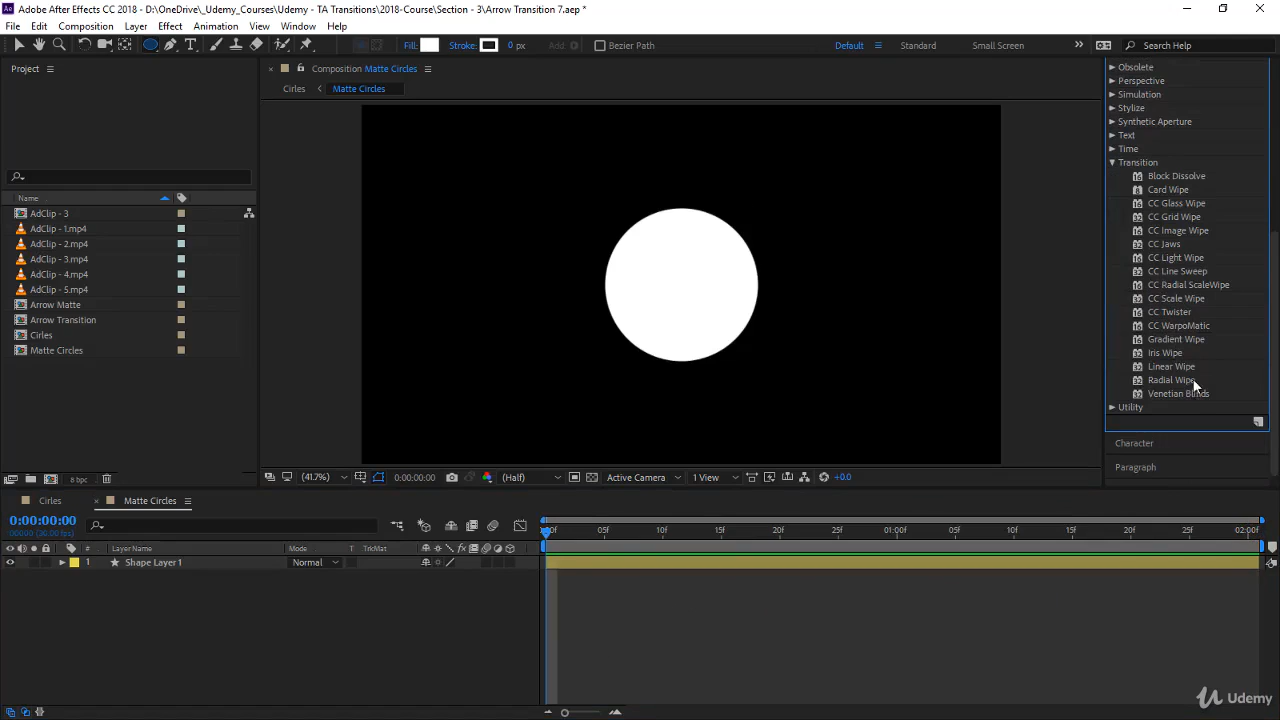 Adobe After Effects CC 2018 - D:\OneDrive\_Udemy_Courses\Udemy - TA Transitions\2018-Course\Section - 3\Arrow Transition 7.aep *
File Edit Composition Layer Effect Animation View Window Help
Fill: Stroke: 0 px Add: Bezier Path Default Standard Small Screen Search Help
Project
Composition Matte Circles
Cirles Matte Circles
Name
AdClip - 3
AdClip - 1.mp4
AdClip - 2.mp4
AdClip - 3.mp4
AdClip - 4.mp4
AdClip - 5.mp4
Arrow Matte
Arrow Transition
Cirles
Matte Circles
8 bpc
(41.7%) 0:00:00:00 (Half) Active Camera 1 View +0.0
Obsolete
Perspective
Simulation
Stylize
Synthetic Aperture
Text
Time
Transition
Block Dissolve
Card Wipe
CC Glass Wipe
CC Grid Wipe
CC Image Wipe
CC Jaws
CC Light Wipe
CC Line Sweep
CC Radial ScaleWipe
CC Scale Wipe
CC Twister
CC WarpoMatic
Gradient Wipe
Iris Wipe
Linear Wipe
Radial Wipe
Venetian Blinds
Utility
Character
Paragraph
Cirles Matte Circles
0:00:00:00
00000 (30.00 fps)
:00f 05f 10f 15f 20f 25f 01:00f 05f 10f 15f 20f 25f 02:00f
# Layer Name Mode T TrkMat
1 Shape Layer 1 Normal
Udemy